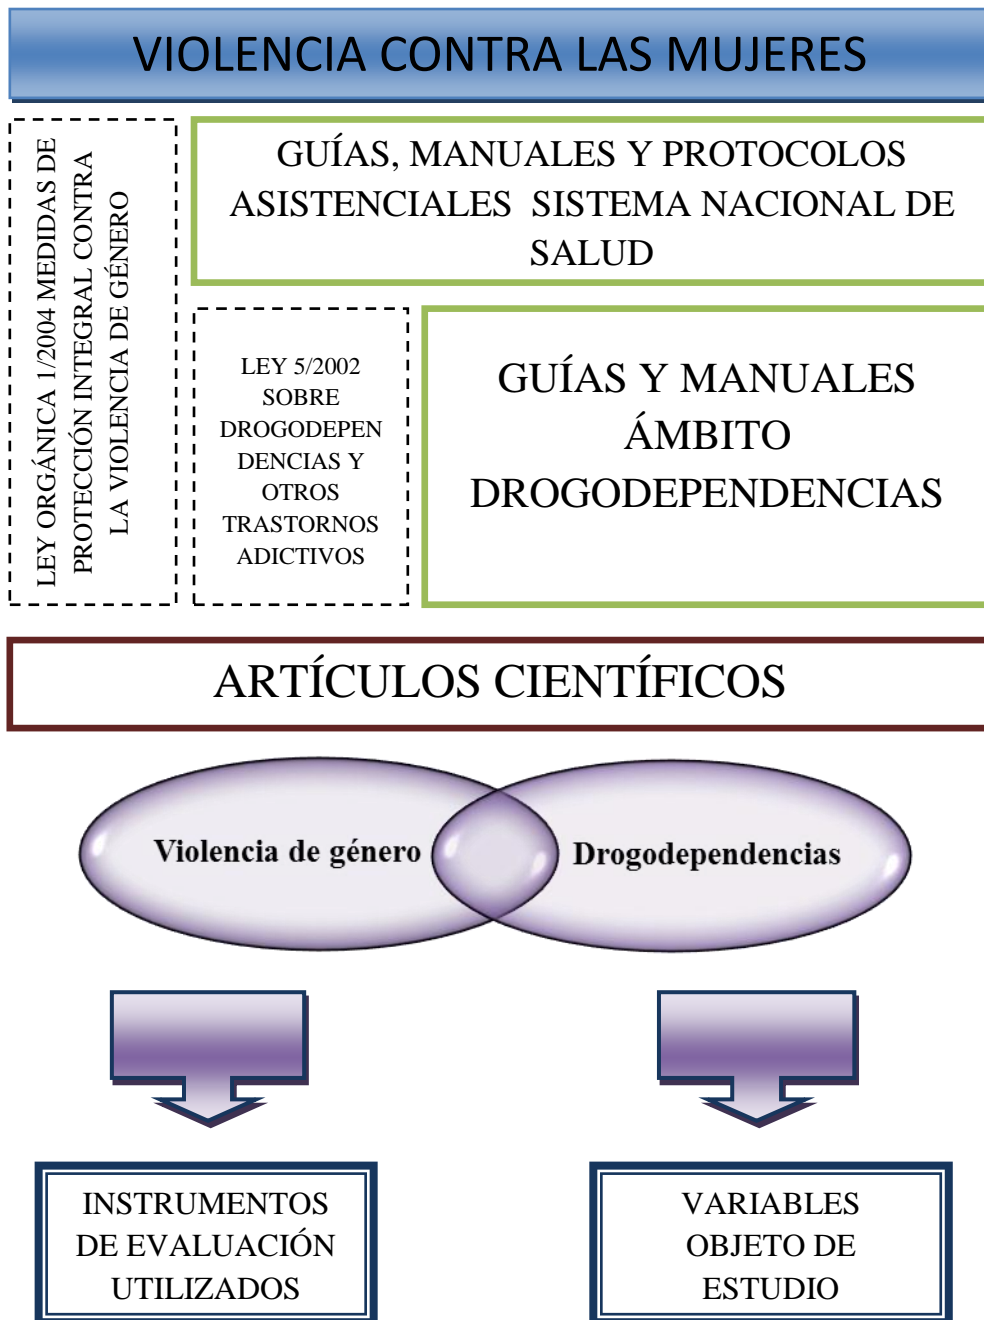 VIOLENCIA CONTRA LAS MUJERES
LEY ORGÁNICA 1/2004 MEDIDAS DE
PROTECCIÓN INTEGRAL CONTRA
LA VIOLENCIA DE GÉNERO
GUÍAS, MANUALES Y PROTOCOLOS
ASISTENCIALES SISTEMA NACIONAL DE
SALUD
LEY 5/2002
SOBRE
DROGODEPEN
DENCIAS Y
OTROS
TRASTORNOS
ADICTIVOS
GUÍAS Y MANUALES
ÁMBITO
DROGODEPENDENCIAS
ARTÍCULOS CIENTÍFICOS
Violencia de género
Drogodependencias
INSTRUMENTOS
DE EVALUACIÓN
UTILIZADOS
VARIABLES
OBJETO DE
ESTUDIO